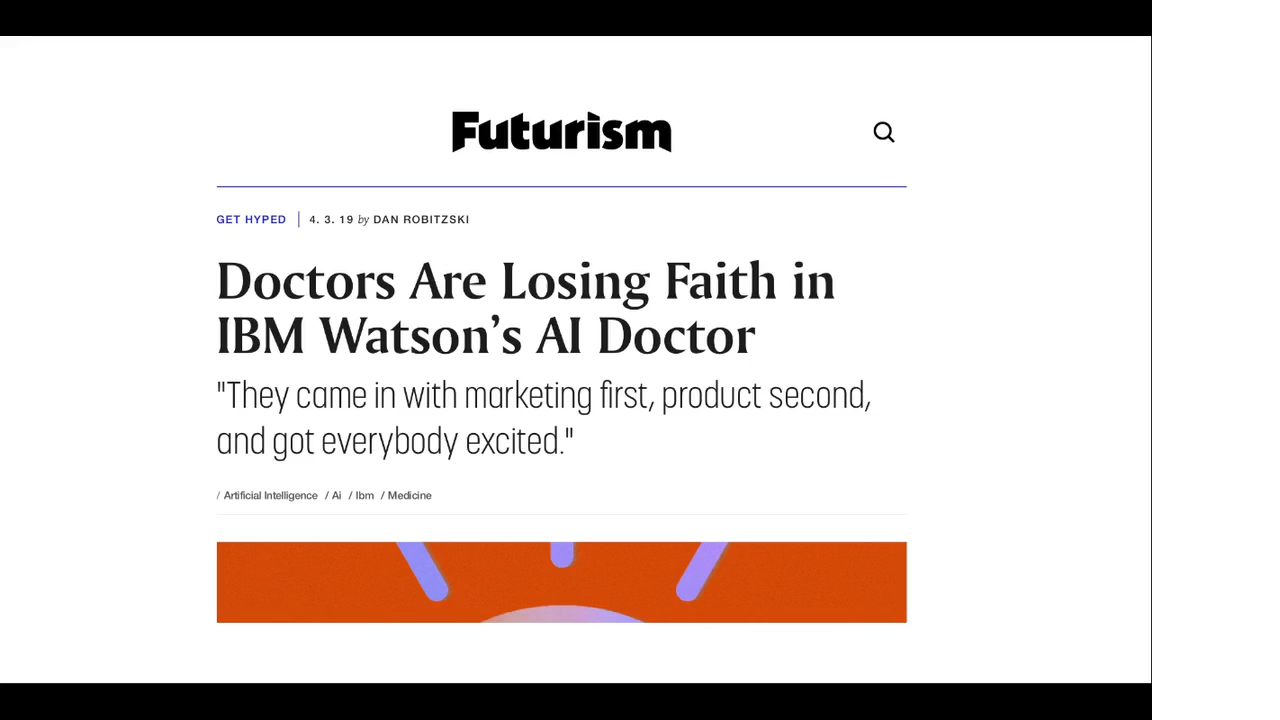 Futurism
GET HYPED | 4. 3. 19 by DAN ROBITZSKI
Doctors Are Losing Faith in
IBM Watson’s AI Doctor
"They came in with marketing first, product second,
and got everybody excited."
/ Artificial Intelligence / Ai / Ibm / Medicine